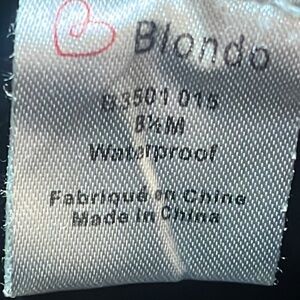 Blondo
B3501 015
8½M
Waterproof
Fabriqué en Chine
Made in China